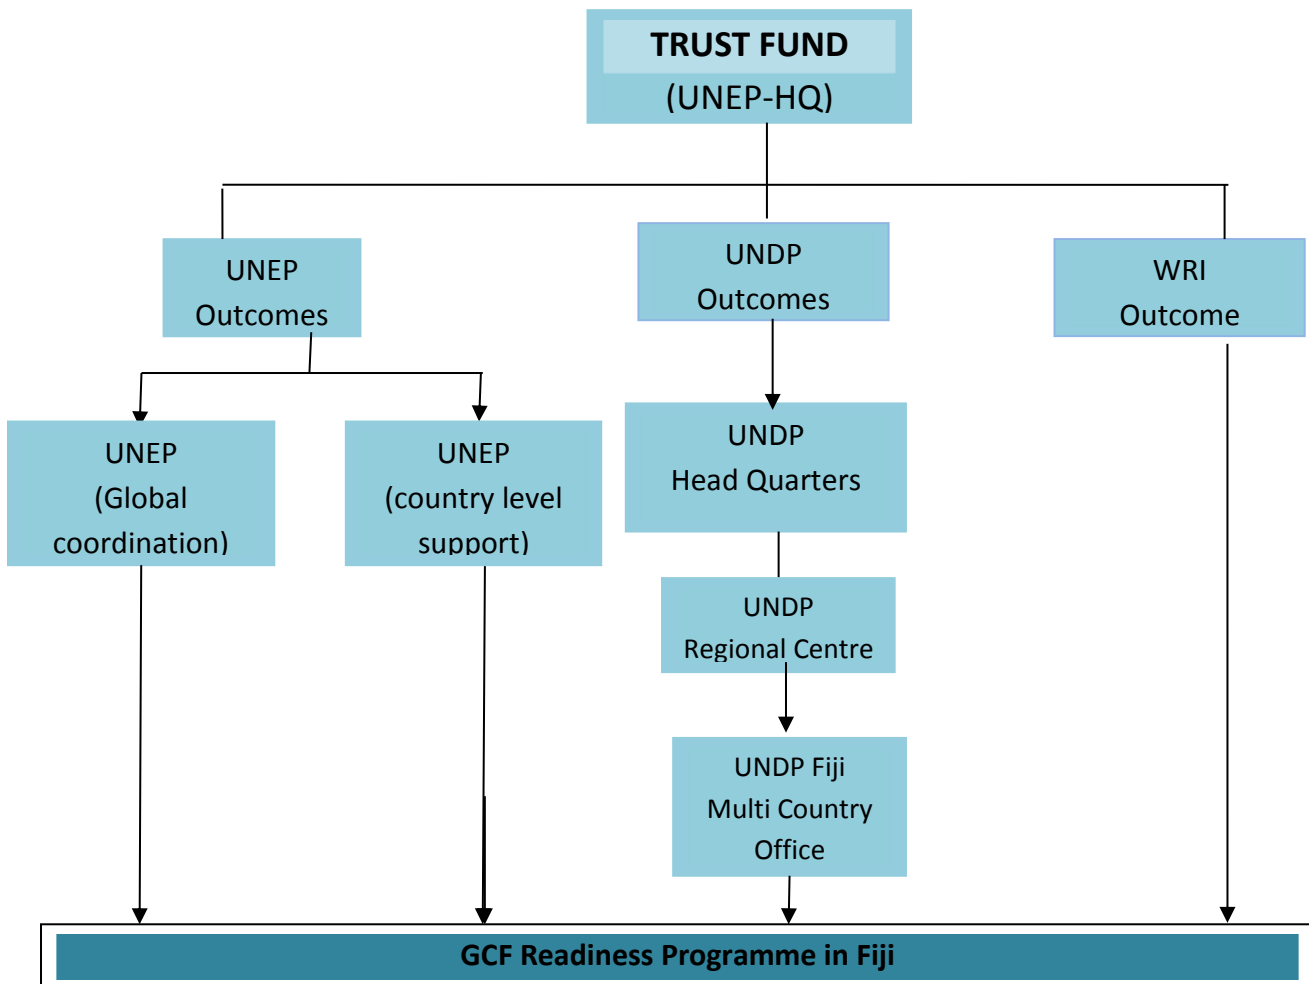 TRUST FUND
(UNEP-HQ)
UNEP
Outcomes
UNDP
Outcomes
WRI
Outcome
UNEP
(Global
coordination)
UNEP
(country level
support)
UNDP
Head Quarters
UNDP
Regional Centre
UNDP Fiji
Multi Country
Office
GCF Readiness Programme in Fiji